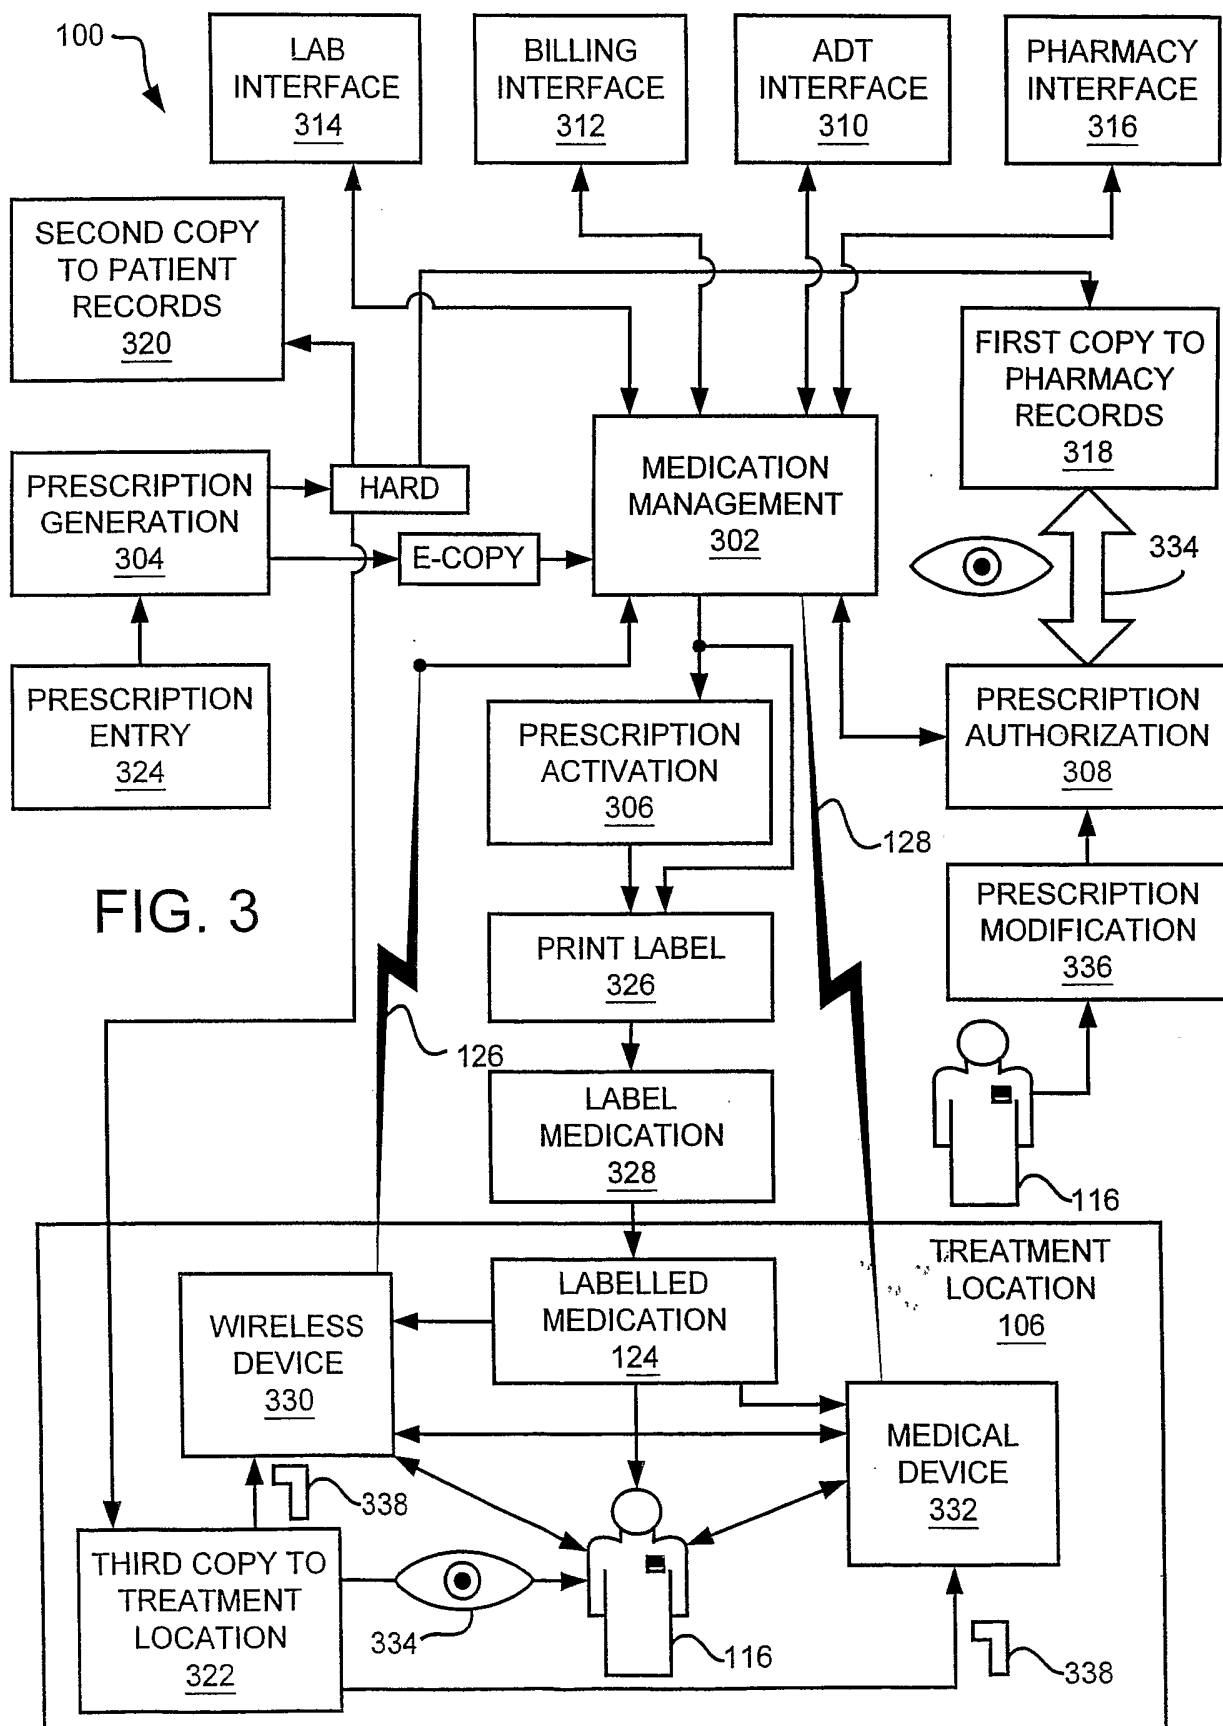 100
LAB
INTERFACE
314
BILLING
INTERFACE
312
ADT
INTERFACE
310
PHARMACY
INTERFACE
316
SECOND COPY
TO PATIENT
RECORDS
320
FIRST COPY TO
PHARMACY
RECORDS
318
PRESCRIPTION
GENERATION
304
HARD
E-COPY
MEDICATION
MANAGEMENT
302
334
PRESCRIPTION
ENTRY
324
PRESCRIPTION
ACTIVATION
306
PRESCRIPTION
AUTHORIZATION
308
128
FIG. 3
PRINT LABEL
326
PRESCRIPTION
MODIFICATION
336
126
LABEL
MEDICATION
328
116
TREATMENT
LOCATION
106
WIRELESS
DEVICE
330
LABELLED
MEDICATION
124
MEDICAL
DEVICE
332
338
THIRD COPY TO
TREATMENT
LOCATION
322
334
116
338